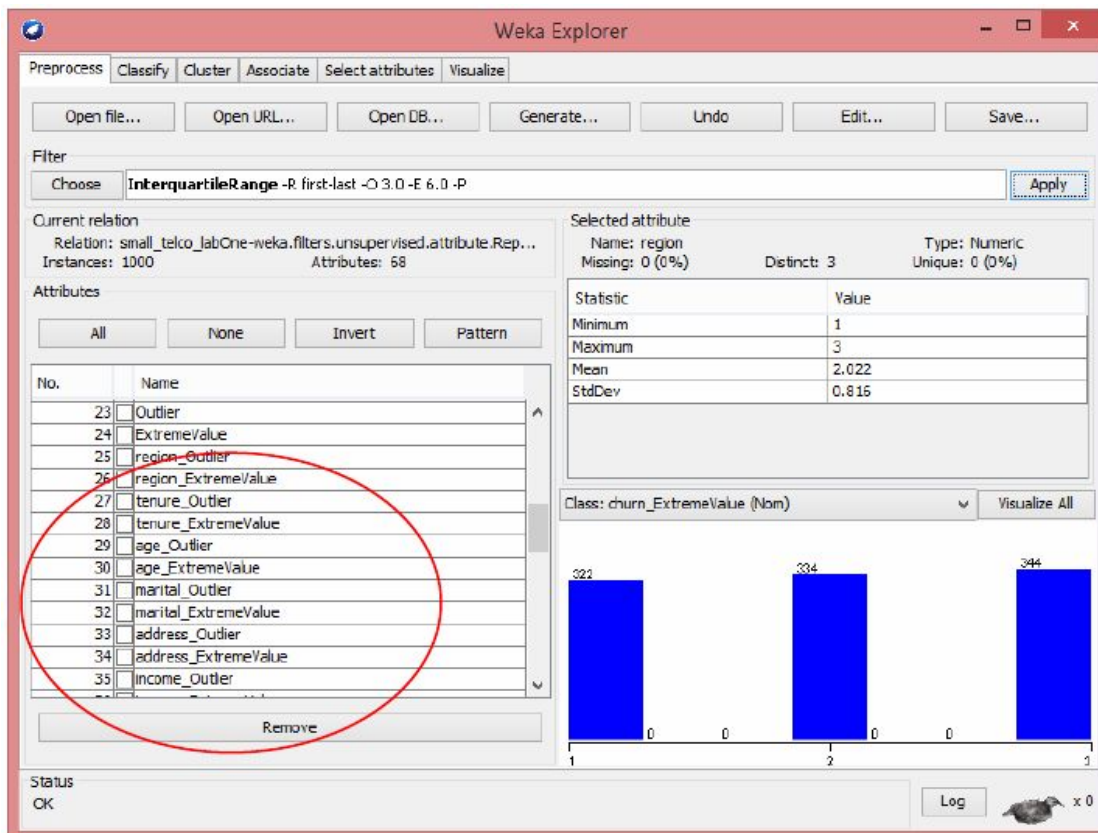 Weka Explorer
Preprocess Classify Cluster Associate Select attributes Visualize
Open file... Open URL... Open DB... Generate... Undo Edit... Save...
Filter
Choose InterquartileRange -R first-last -O 3.0 -E 6.0 -P Apply
Current relation
Relation: small_telco_labOne-weka.filters.unsupervised.attribute.Rep...
Instances: 1000 Attributes: 68
Attributes
All None Invert Pattern
No. Name
23 Outlier
24 ExtremeValue
25 region_Outlier
26 region_ExtremeValue
27 tenure_Outlier
28 tenure_ExtremeValue
29 age_Outlier
30 age_ExtremeValue
31 marital_Outlier
32 marital_ExtremeValue
33 address_Outlier
34 address_ExtremeValue
35 income_Outlier
Remove
Selected attribute
Name: region Type: Numeric
Missing: 0 (0%) Distinct: 3 Unique: 0 (0%)
Statistic Value
Minimum 1
Maximum 3
Mean 2.022
StdDev 0.816
Class: churn_ExtremeValue (Nom) Visualize All
322 0 0 334 0 0 344
1 2 3
Status
OK
Log x 0